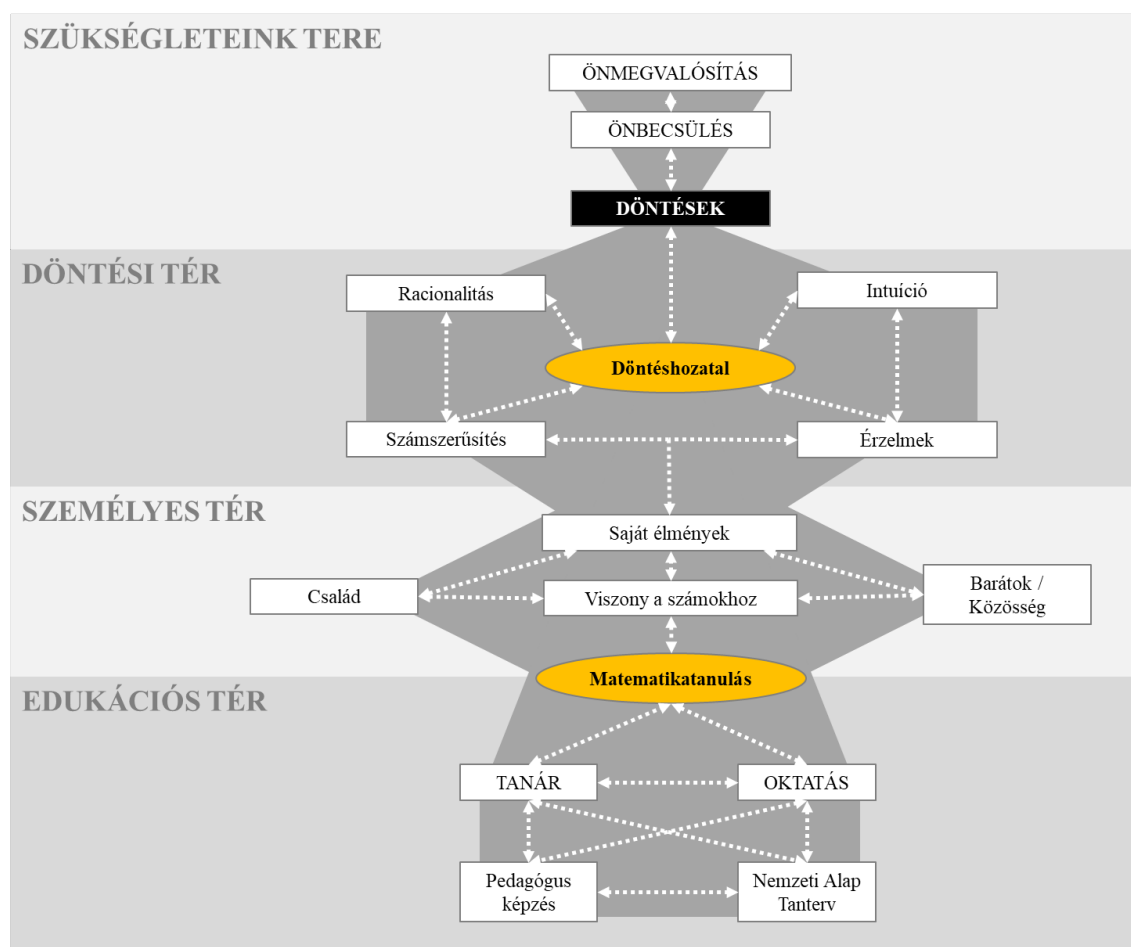 SZÜKSÉGLETEINK TERE
ÖNMEGVALÓSÍTÁS
ÖNBECSÜLÉS
DÖNTÉSEK
DÖNTÉSI TÉR
Racionalitás
Intuíció
Döntéshozatal
Számszerűsítés
Érzelmek
SZEMÉLYES TÉR
Saját élmények
Család
Viszony a számokhoz
Barátok /
Közösség
Matematikatanulás
EDUKÁCIÓS TÉR
TANÁR
OKTATÁS
Pedagógus
képzés
Nemzeti Alap
Tanterv